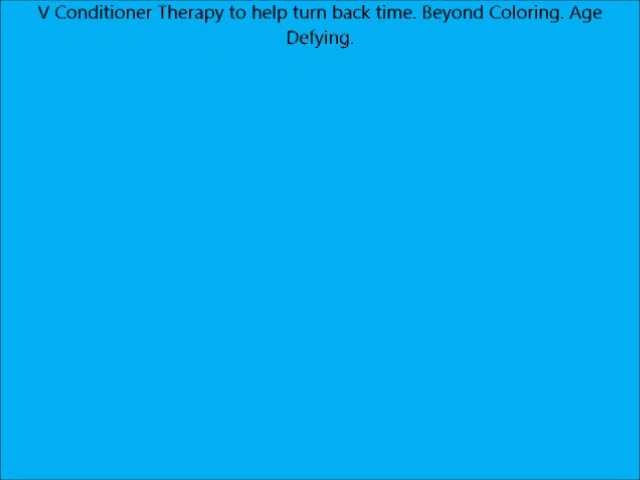 V Conditioner Therapy to help turn back time. Beyond Coloring. Age
Defying.